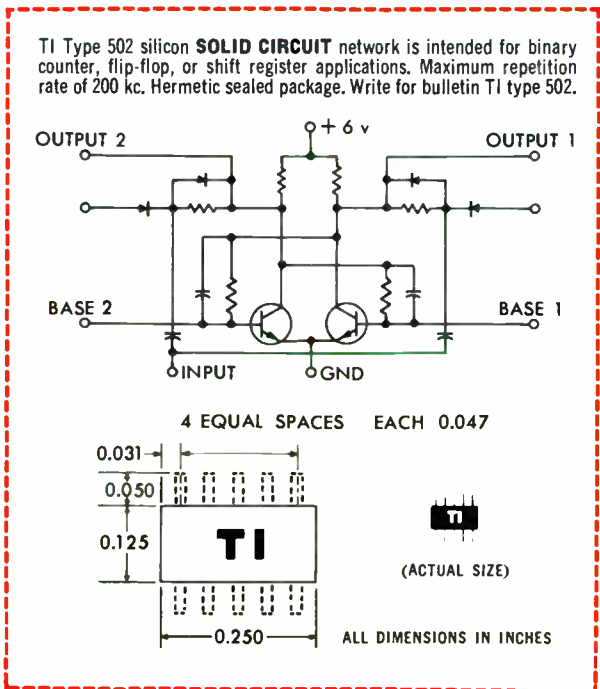 TI Type 502 silicon SOLID CIRCUIT network is intended for binary
counter, flip-flop, or shift register applications. Maximum repetition
rate of 200 kc. Hermetic sealed package. Write for bulletin TI type 502.
+ 6 v
OUTPUT 2
OUTPUT 1
BASE 2
BASE 1
INPUT
GND
4 EQUAL SPACES EACH 0.047
0.031
0.050
0.125
TI
TI
(ACTUAL SIZE)
0.250
ALL DIMENSIONS IN INCHES